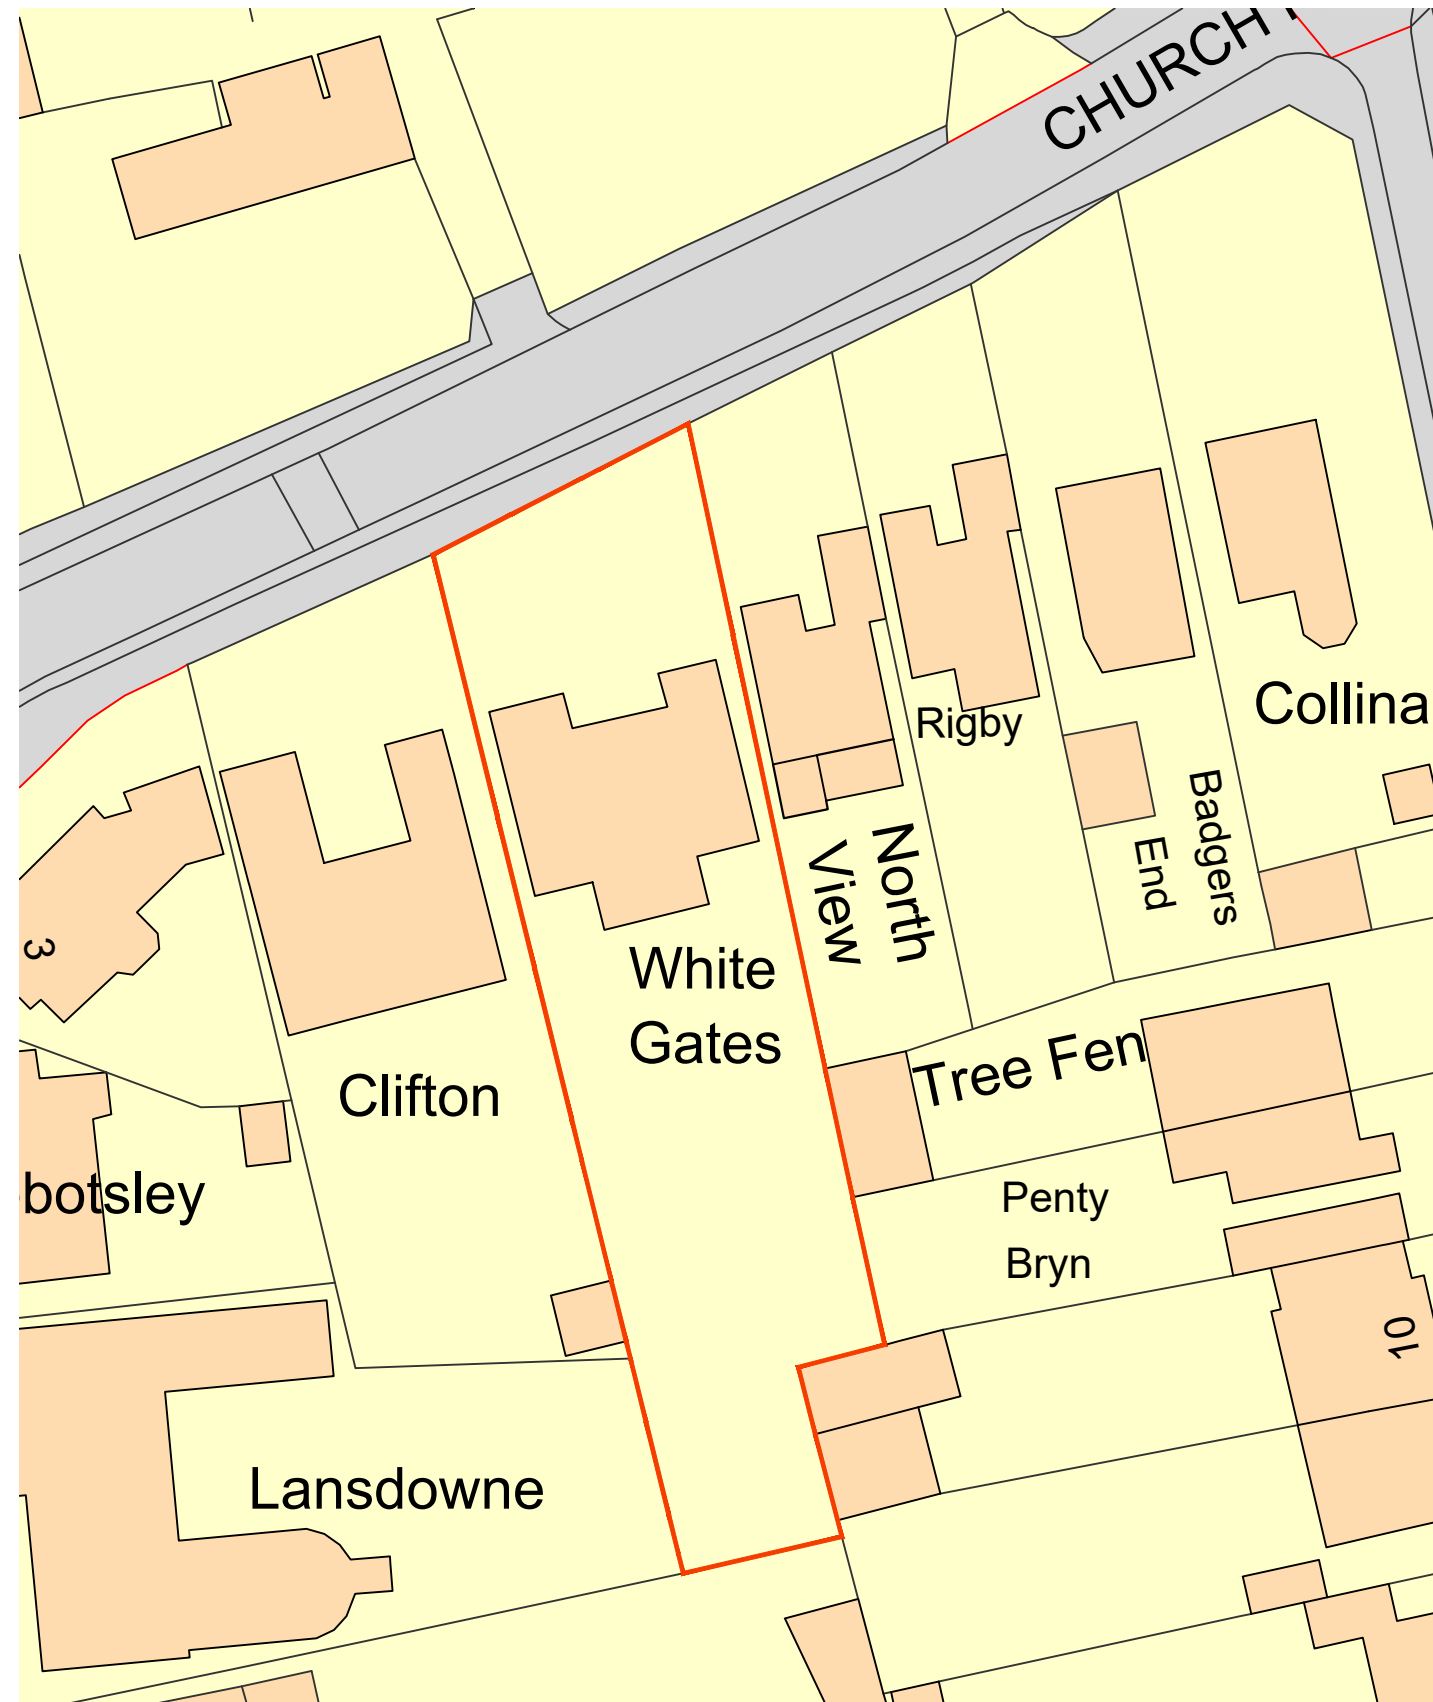 CHURCH
Collina
Rigby
Badgers
End
North
View
3
White
Gates
Tree Fen
Clifton
botsley
Penty
Bryn
10
Lansdowne